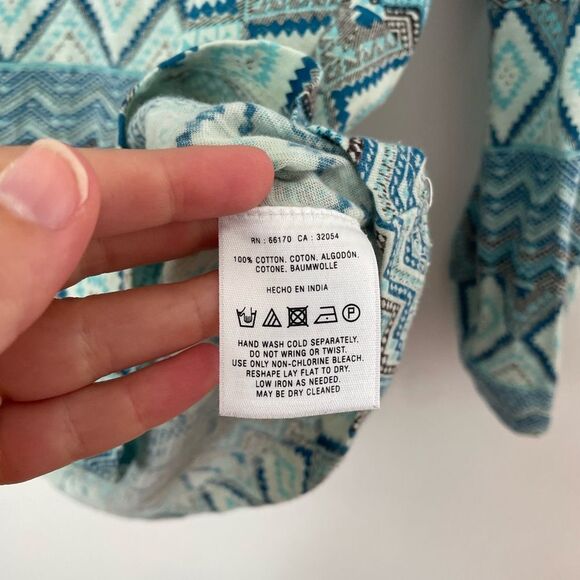 RN : 66170 CA : 32054
100% COTTON. COTON. ALGODÓN.
COTONE. BAUMWOLLE
HECHO EN INDIA
P
HAND WASH COLD SEPARATELY.
DO NOT WRING OR TWIST.
USE ONLY NON-CHLORINE BLEACH.
RESHAPE LAY FLAT TO DRY.
LOW IRON AS NEEDED.
MAY BE DRY CLEANED